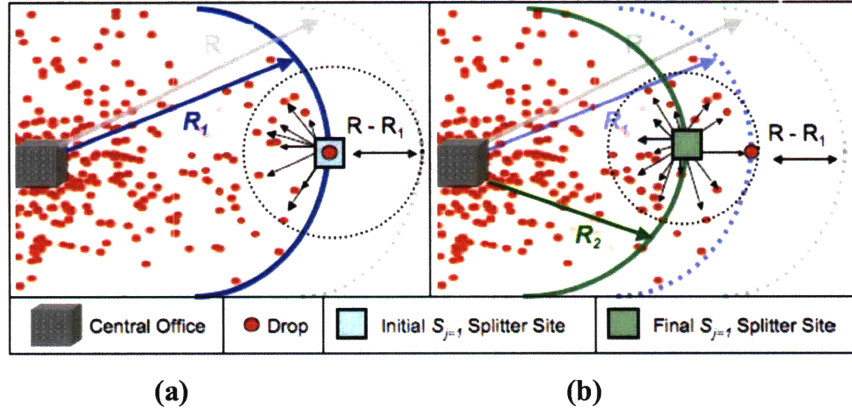 R
R₁
R - R₁
R
R₁
R - R₁
R₂
Central Office
Drop
Initial Sⱼ₌₁ Splitter Site
Final Sⱼ₌₁ Splitter Site
(a)
(b)